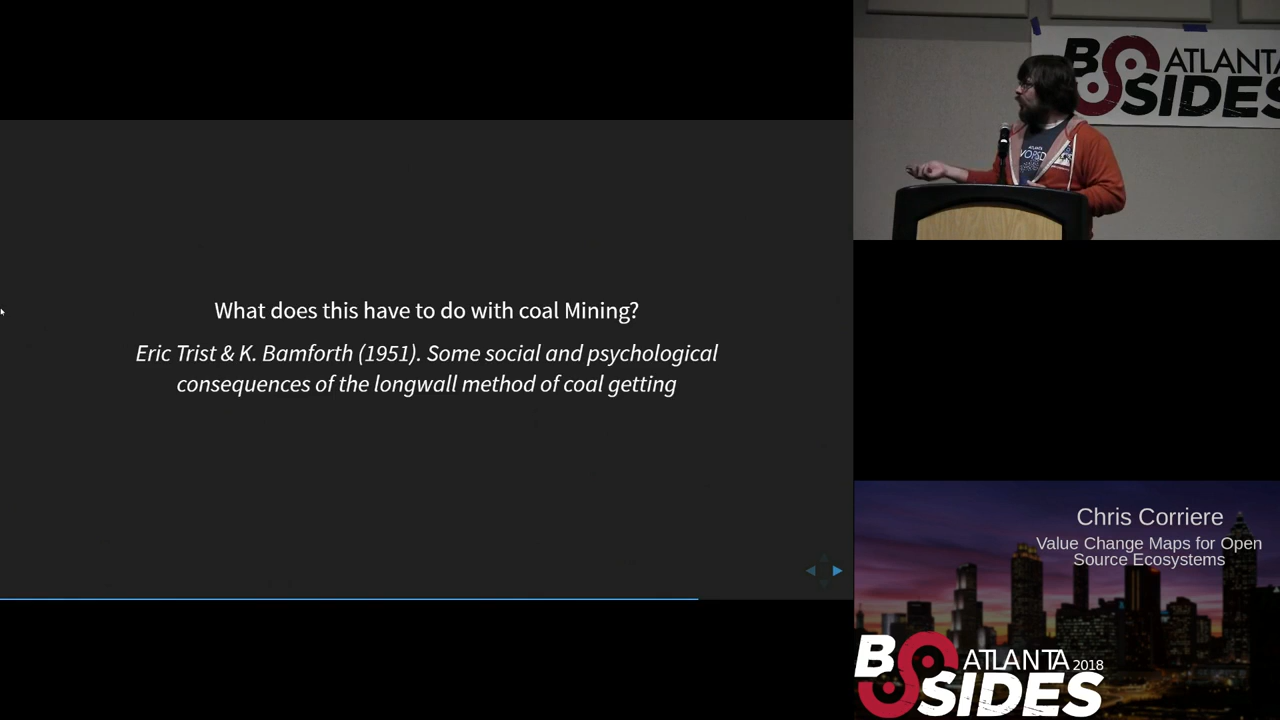 What does this have to do with coal Mining?
Eric Trist & K. Bamforth (1951). Some social and psychological
consequences of the longwall method of coal getting
B SIDES ATLANTA
ATLANTA
Chris Corriere
Value Change Maps for Open
Source Ecosystems
B SIDES ATLANTA 2018